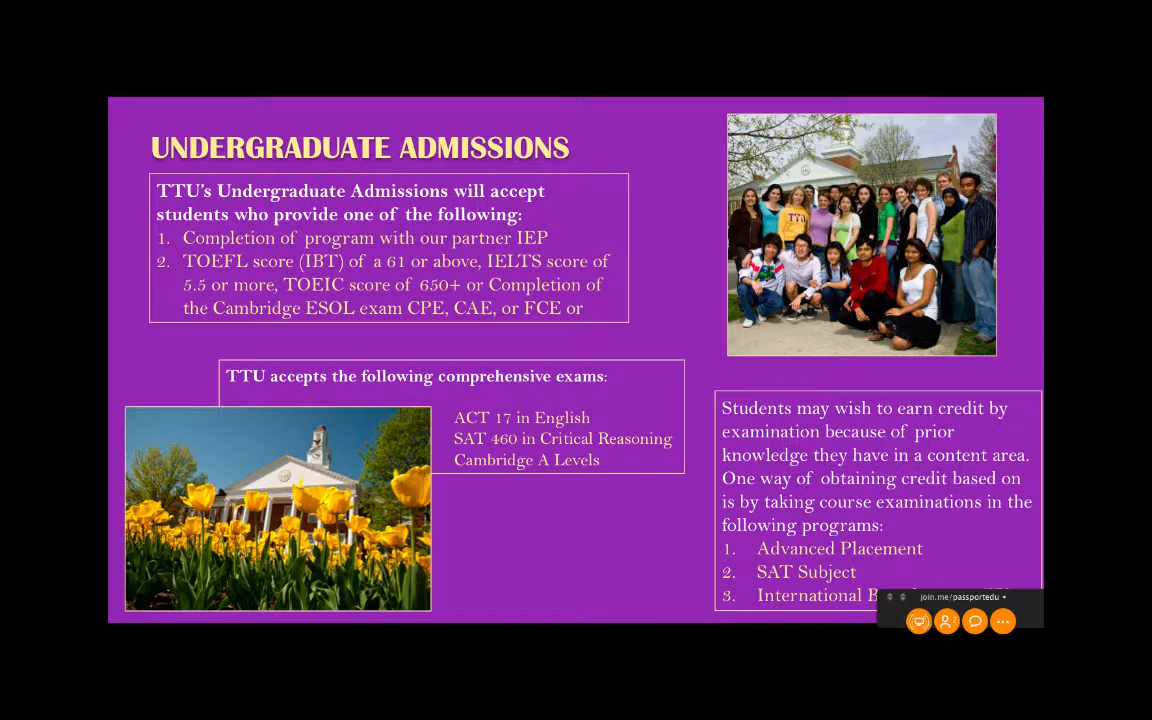 UNDERGRADUATE ADMISSIONS
TTU's Undergraduate Admissions will accept
students who provide one of the following:
1. Completion of program with our partner IEP
2. TOEFL score (IBT) of a 61 or above, IELTS score of
5.5 or more, TOEIC score of 650+ or Completion of
the Cambridge ESOL exam CPE, CAE, or FCE or
TTU accepts the following comprehensive exams:
ACT 17 in English
SAT 460 in Critical Reasoning
Cambridge A Levels
TTU
Students may wish to earn credit by
examination because of prior
knowledge they have in a content area.
One way of obtaining credit based on
is by taking course examinations in the
following programs:
1. Advanced Placement
2. SAT Subject
3. International
join.me/passportedu
2